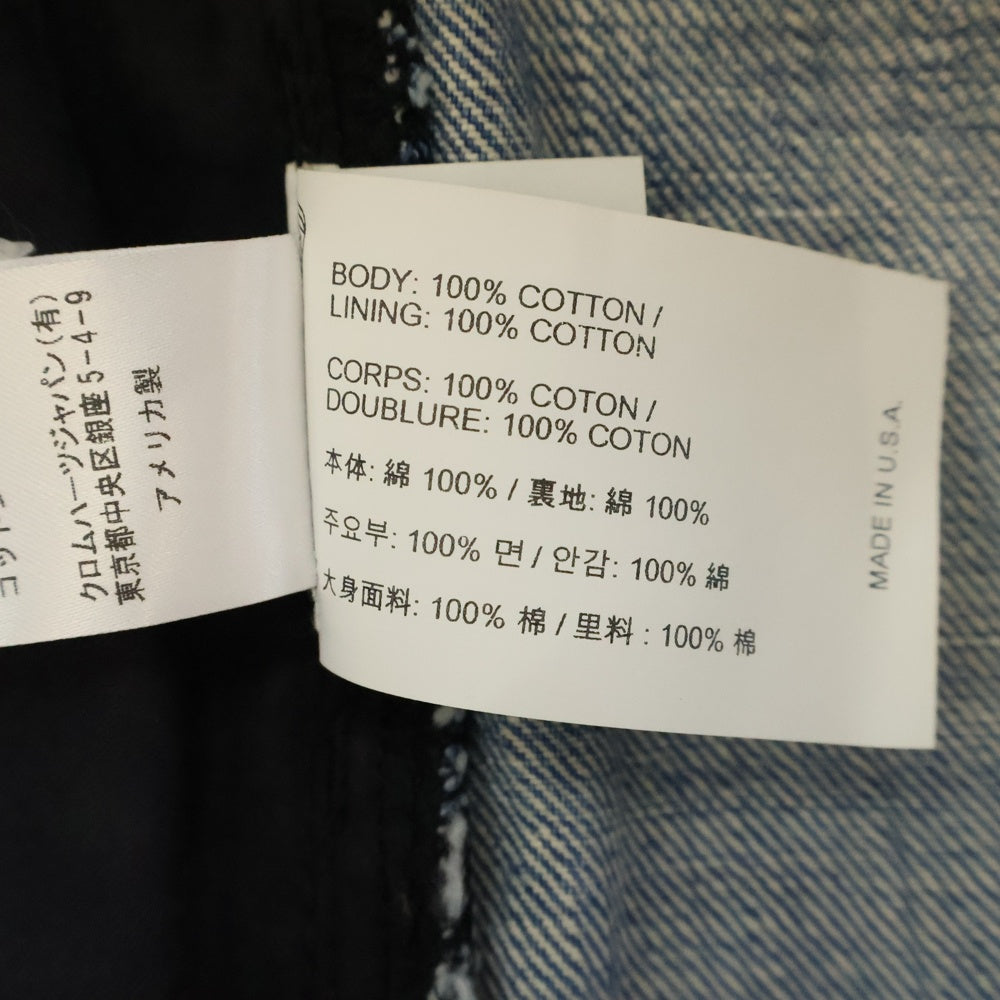 BODY: 100% COTTON /
LINING: 100% COTTON
CORPS: 100% COTON /
DOUBLURE: 100% COTON
本体: 綿 100% / 裏地: 綿 100%
주요부: 100% 면 / 안감: 100% 綿
大身面料: 100% 棉 / 里料 : 100% 棉
MADE IN U.S.A.
クロムハーツジャパン(有)
東京都中央区銀座5-4-9
アメリカ製